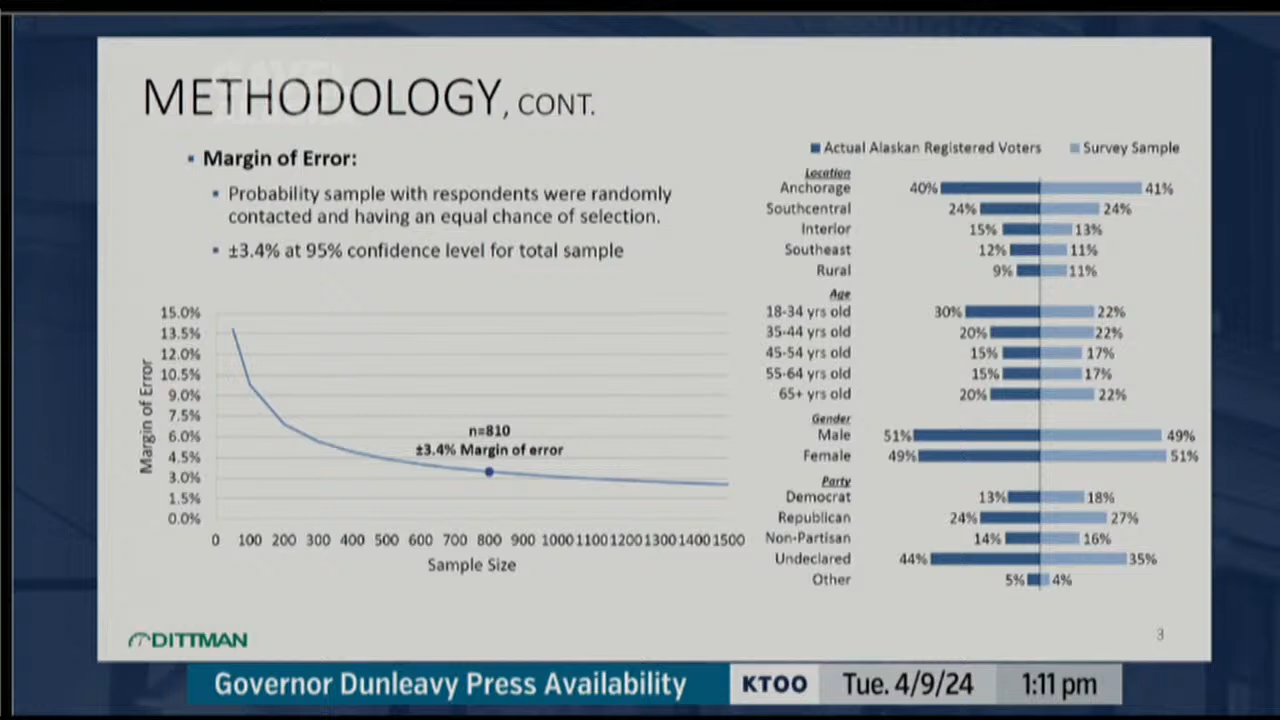 METHODOLOGY, CONT.
▪ Margin of Error:
▪ Probability sample with respondents were randomly
contacted and having an equal chance of selection.
▪ ±3.4% at 95% confidence level for total sample
15.0%
13.5%
12.0%
10.5%
9.0%
7.5%
6.0%
4.5%
3.0%
1.5%
0.0%
Margin of Error
n=810
±3.4% Margin of error
0 100 200 300 400 500 600 700 800 900 1000 1100 1200 1300 1400 1500
Sample Size
Actual Alaskan Registered Voters Survey Sample
Location
Anchorage 40% 41%
Southcentral 24% 24%
Interior 15% 13%
Southeast 12% 11%
Rural 9% 11%
Age
18-34 yrs old 30% 22%
35-44 yrs old 20% 22%
45-54 yrs old 15% 17%
55-64 yrs old 15% 17%
65+ yrs old 20% 22%
Gender
Male 51% 49%
Female 49% 51%
Party
Democrat 13% 18%
Republican 24% 27%
Non-Partisan 14% 16%
Undeclared 44% 35%
Other 5% 4%
DITTMAN
3
Governor Dunleavy Press Availability KTOO Tue. 4/9/24 1:11 pm